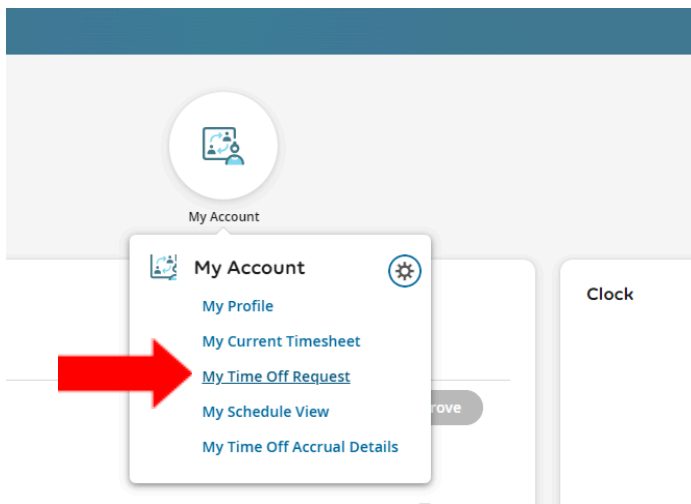 My Account
My Account
My Profile
My Current Timesheet
My Time Off Request
My Schedule View
My Time Off Accrual Details
Clock